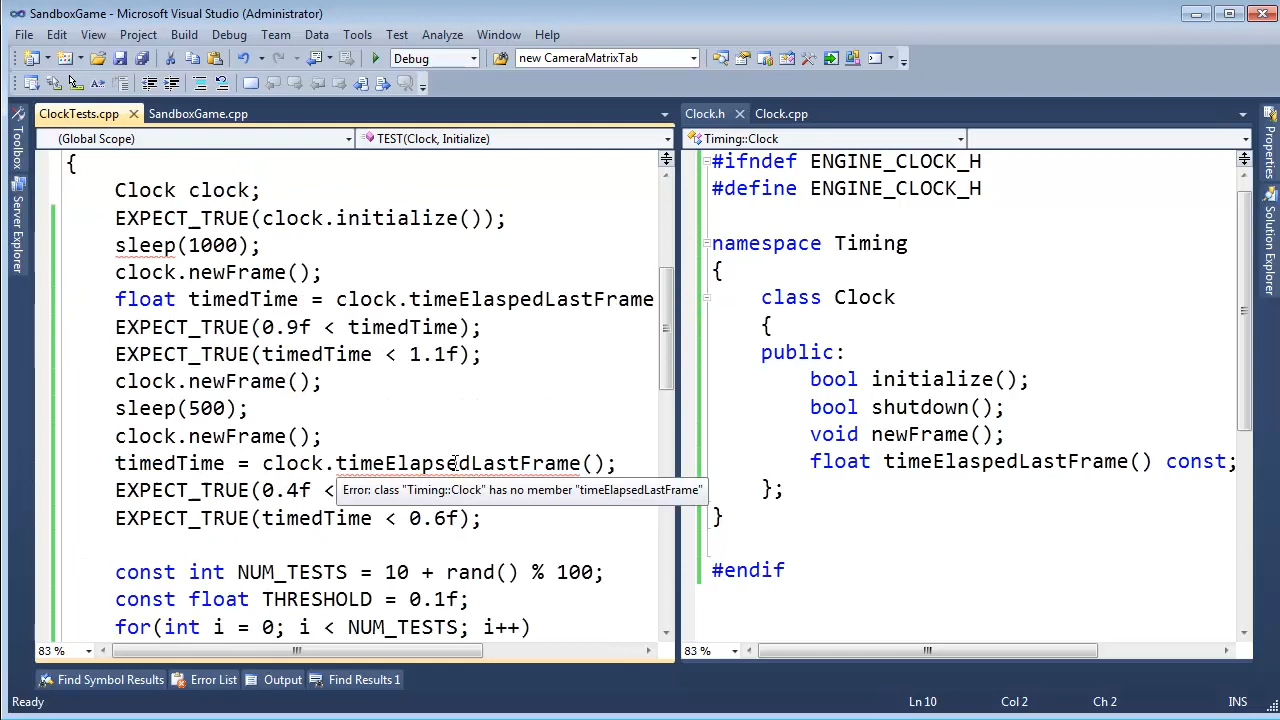 SandboxGame - Microsoft Visual Studio (Administrator)
File Edit View Project Build Debug Team Data Tools Test Analyze Window Help
Debug new CameraMatrixTab
ClockTests.cpp SandboxGame.cpp
(Global Scope) TEST(Clock, Initialize)
{
Clock clock;
EXPECT_TRUE(clock.initialize());
sleep(1000);
clock.newFrame();
float timedTime = clock.timeElaspedLastFrame
EXPECT_TRUE(0.9f < timedTime);
EXPECT_TRUE(timedTime < 1.1f);
clock.newFrame();
sleep(500);
clock.newFrame();
timedTime = clock.timeElapsedLastFrame();
EXPECT_TRUE(0.4f <
Error: class "Timing::Clock" has no member "timeElapsedLastFrame"
EXPECT_TRUE(timedTime < 0.6f);
const int NUM_TESTS = 10 + rand() % 100;
const float THRESHOLD = 0.1f;
for(int i = 0; i < NUM_TESTS; i++)
83 %
Clock.h Clock.cpp
Timing::Clock
#ifndef ENGINE_CLOCK_H
#define ENGINE_CLOCK_H
namespace Timing
{
class Clock
{
public:
bool initialize();
bool shutdown();
void newFrame();
float timeElaspedLastFrame() const;
};
}
#endif
83 %
Toolbox
Server Explorer
Properties
Solution Explorer
Find Symbol Results Error List Output Find Results 1
Ready Ln 10 Col 2 Ch 2 INS